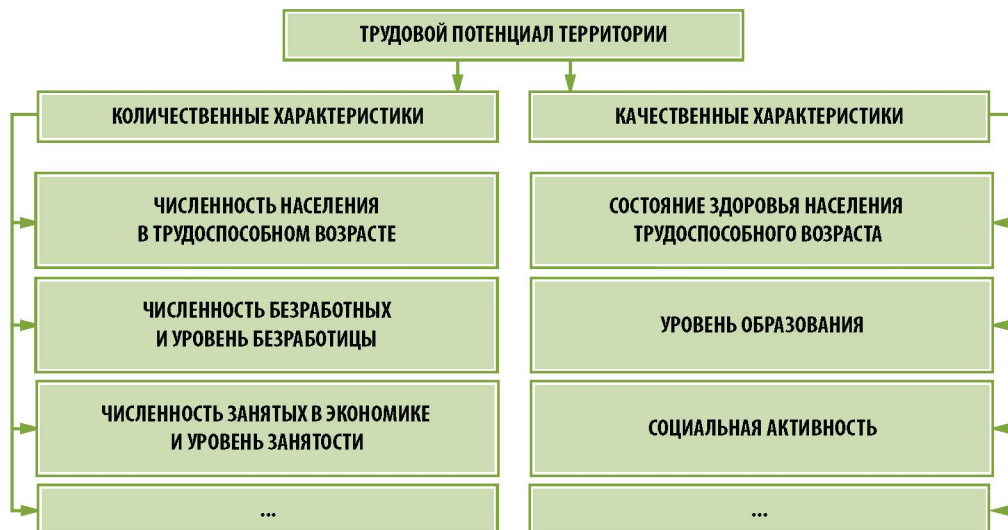 ТРУДОВОЙ ПОТЕНЦИАЛ ТЕРРИТОРИИ
КОЛИЧЕСТВЕННЫЕ ХАРАКТЕРИСТИКИ
ЧИСЛЕННОСТЬ НАСЕЛЕНИЯ
В ТРУДОСПОСОБНОМ ВОЗРАСТЕ
ЧИСЛЕННОСТЬ БЕЗРАБОТНЫХ
И УРОВЕНЬ БЕЗРАБОТИЦЫ
ЧИСЛЕННОСТЬ ЗАНЯТЫХ В ЭКОНОМИКЕ
И УРОВЕНЬ ЗАНЯТОСТИ
...
КАЧЕСТВЕННЫЕ ХАРАКТЕРИСТИКИ
СОСТОЯНИЕ ЗДОРОВЬЯ НАСЕЛЕНИЯ
ТРУДОСПОСОБНОГО ВОЗРАСТА
УРОВЕНЬ ОБРАЗОВАНИЯ
СОЦИАЛЬНАЯ АКТИВНОСТЬ
...